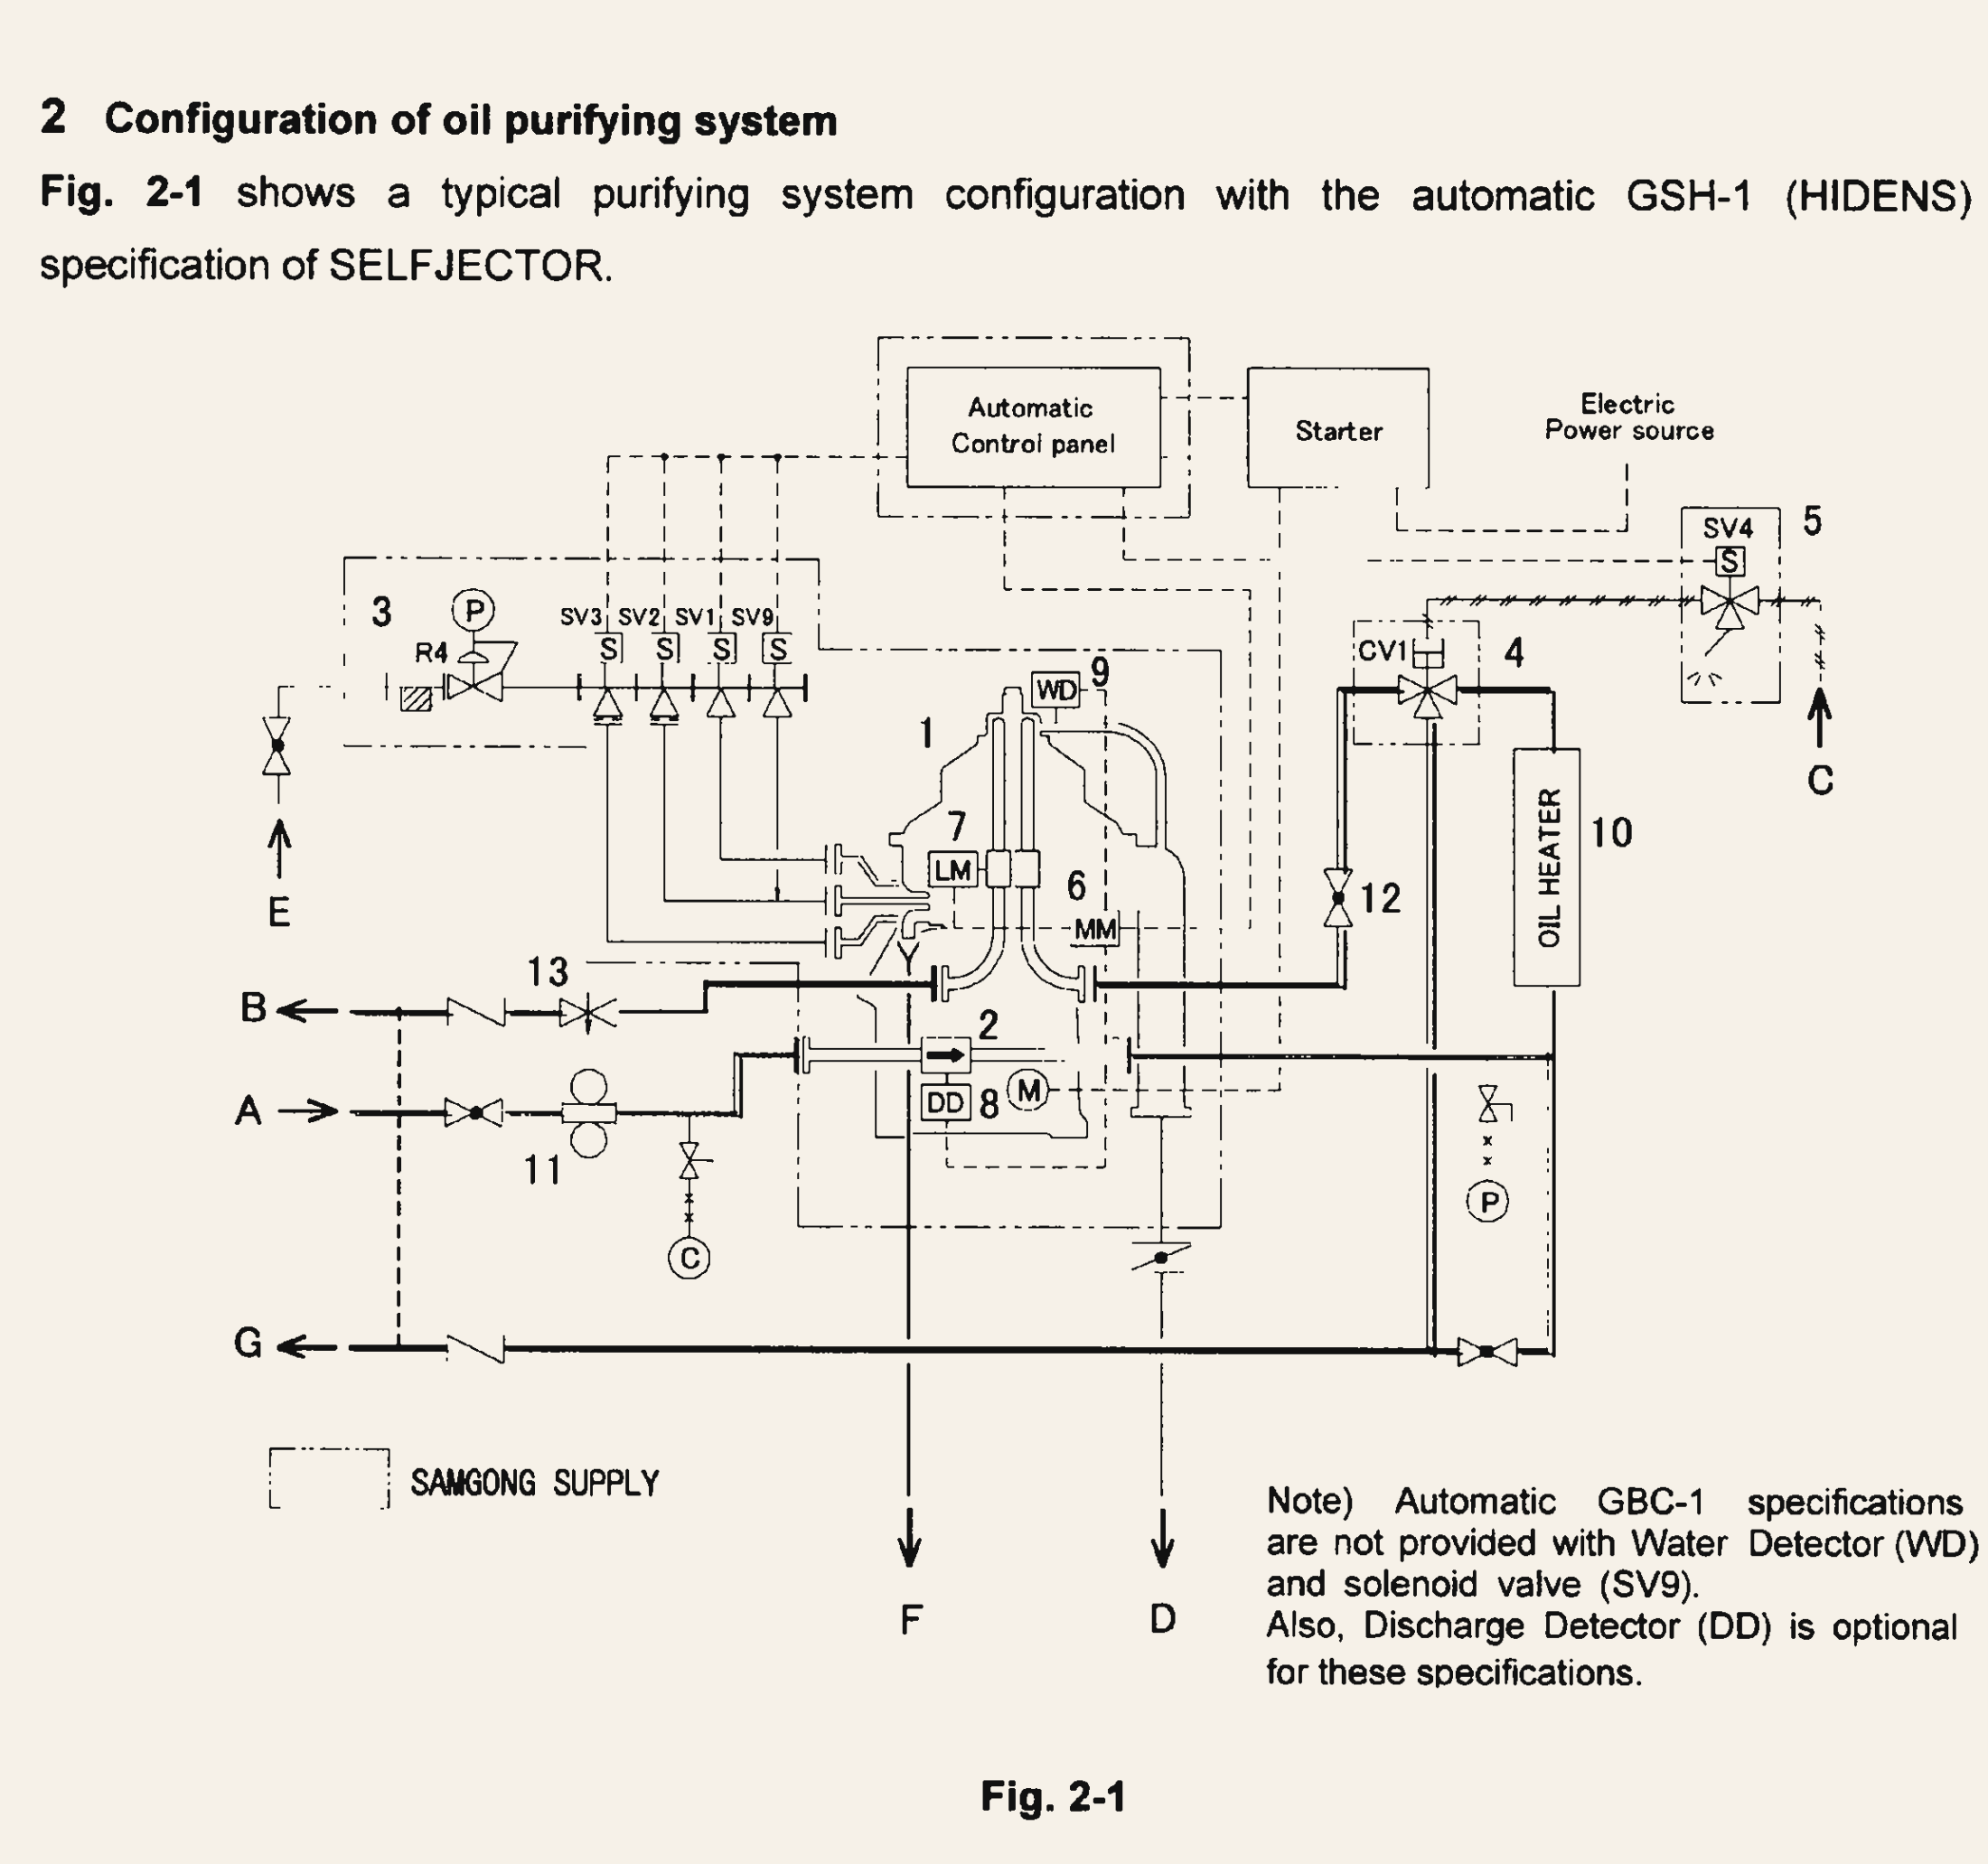 2 Configuration of oil purifying system
Fig. 2-1 shows a typical purifying system configuration with the automatic GSH-1 (HIDENS)
specification of SELFJECTOR.
Automatic
Control panel
Starter
Electric
Power source
SV4
5
S
3
P
SV3
SV2
SV1
SV9
R4
S
S
S
S
9
WD
CV1
4
1
C
7
LM
6
MM
12
OIL HEATER
10
E
13
B
2
A
DD
8
M
11
C
P
G
SAMGONG SUPPLY
F
D
Note) Automatic GBC-1 specifications
are not provided with Water Detector (WD)
and solenoid valve (SV9).
Also, Discharge Detector (DD) is optional
for these specifications.
Fig. 2-1